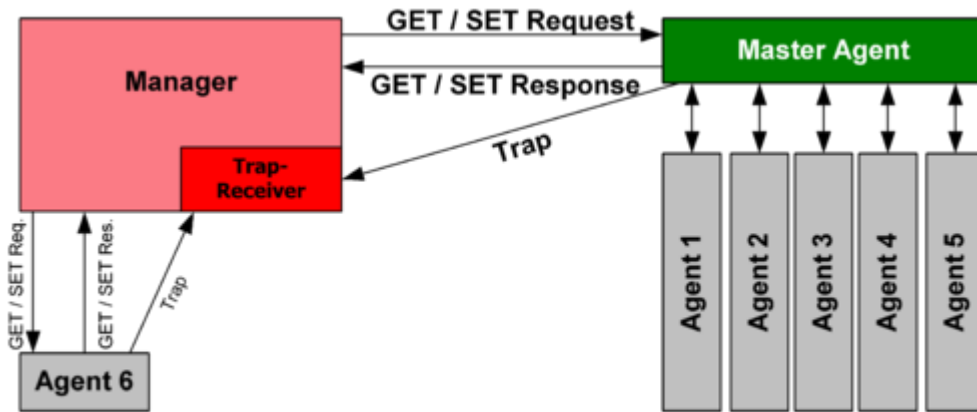 GET / SET Request
Manager
Master Agent
GET / SET Response
Trap
Trap-
Receiver
GET / SET Req.
GET / SET Res.
Trap
Agent 1
Agent 2
Agent 3
Agent 4
Agent 5
Agent 6